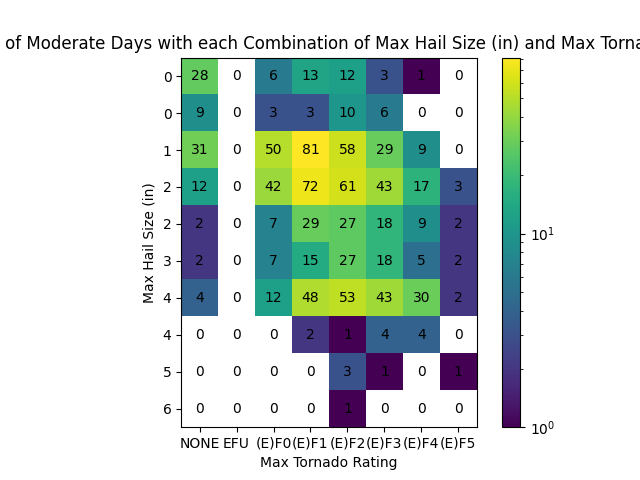 of Moderate Days with each Combination of Max Hail Size (in) and Max
0 28 0 6 13 12 3 1 0
0 9 0 3 3 10 6 0 0
1 31 0 50 81 58 29 9 0
2 12 0 42 72 61 43 17 3
2 2 0 7 29 27 18 9 2
3 2 0 7 15 27 18 5 2
4 4 0 12 48 53 43 30 2
4 0 0 0 2 1 4 4 0
5 0 0 0 0 3 1 0 1
6 0 0 0 0 1 0 0 0
NONE EFU (E)F0 (E)F1 (E)F2 (E)F3 (E)F4 (E)F5
Max Tornado Rating
Max Hail Size (in)
10¹
10⁰